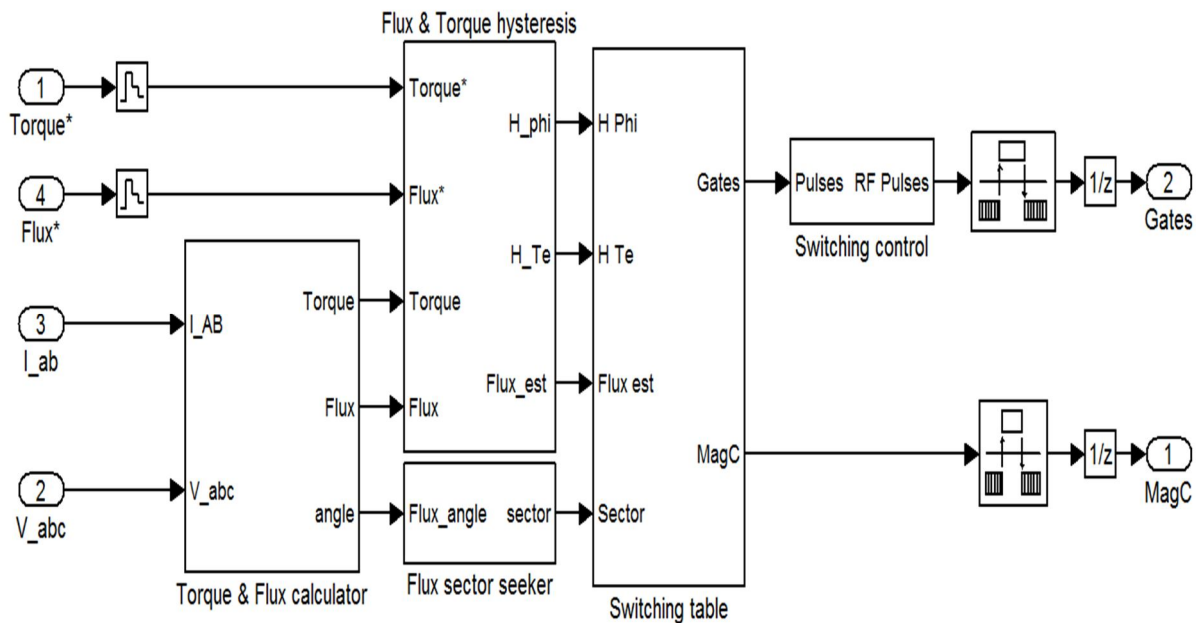 Flux & Torque hysteresis
1
Torque*
4
Flux*
3
I_ab
2
V_abc
I_AB
V_abc
Torque
Flux
angle
Torque & Flux calculator
Torque*
Flux*
Torque
Flux
H_phi
H_Te
Flux_est
Flux_angle sector
Flux sector seeker
H Phi
H Te
Flux est
Sector
Gates
MagC
Switching table
Pulses RF Pulses
Switching control
1/z
2
Gates
1/z
1
MagC